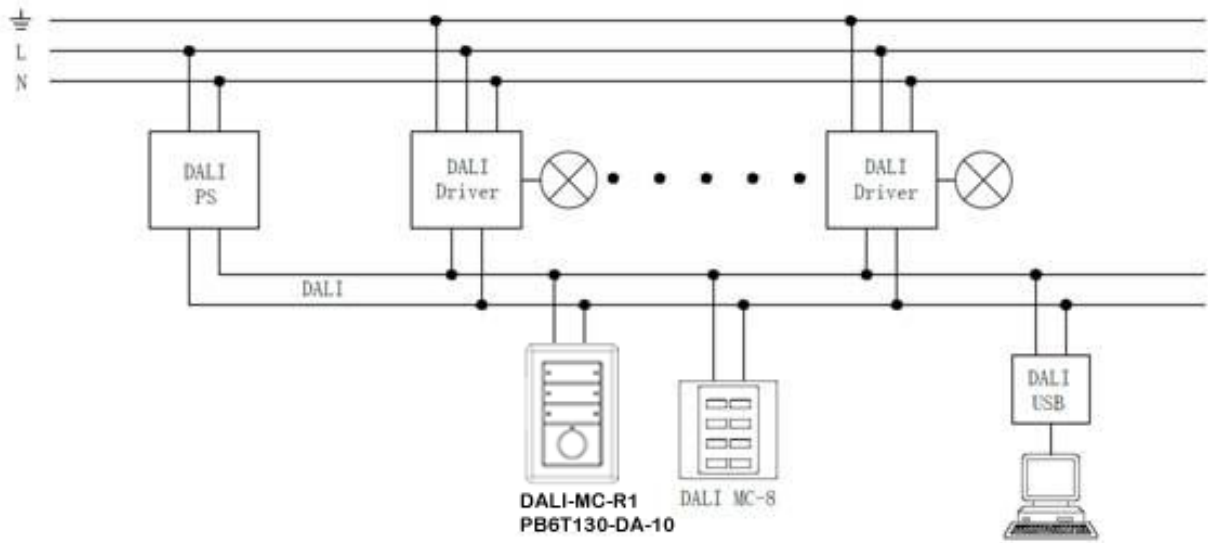 L
N
DALI
PS
DALI
Driver
DALI
Driver
DALI
DALI
USB
DALI-MC-R1
PB6T130-DA-10
DALI MC-8